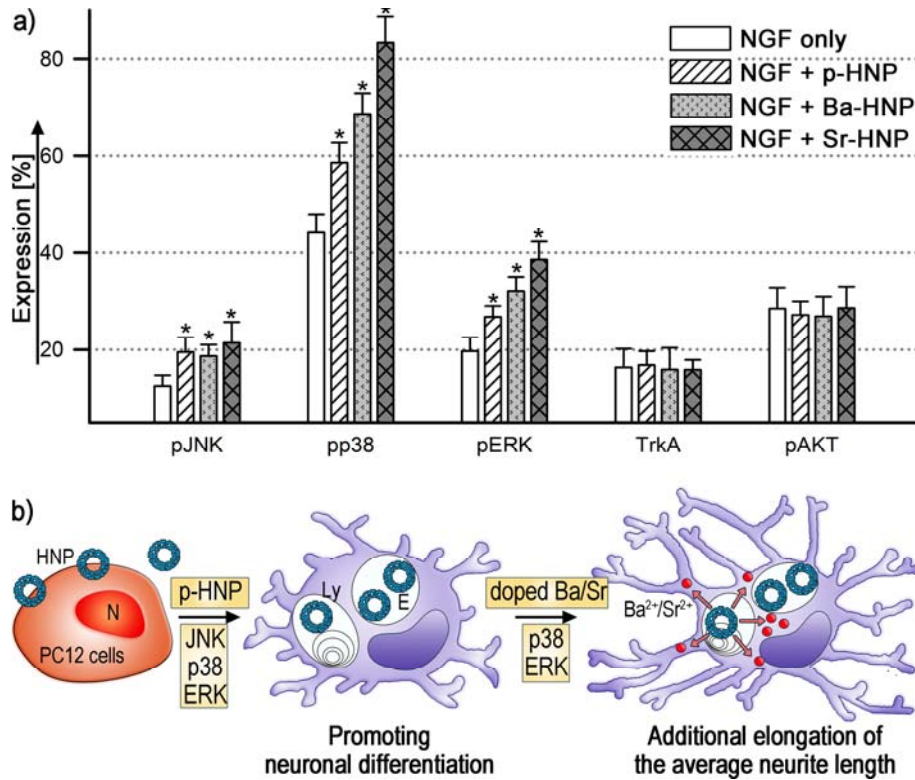 a)
Expression [%]
80
60
40
20
NGF only
NGF + p-HNP
NGF + Ba-HNP
NGF + Sr-HNP
* * *
* * *
* * *
pJNK pp38 pERK TrkA pAKT
b)
HNP
N
PC12 cells
p-HNP
JNK
p38
ERK
Ly
E
doped Ba/Sr
p38
ERK
Ba²⁺/Sr²⁺
Promoting
neuronal differentiation
Additional elongation of
the average neurite length